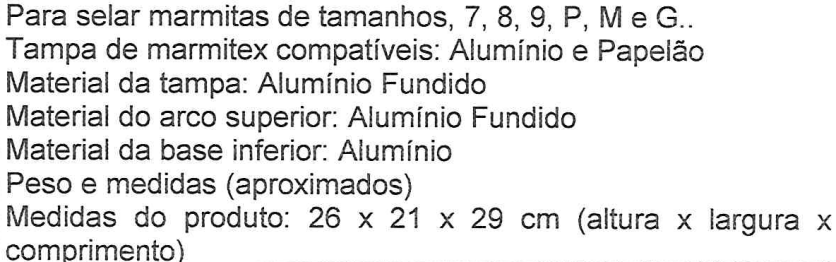 Para selar marmitas de tamanhos, 7, 8, 9, P, M e G..
Tampa de marmitex compatíveis: Alumínio e Papelão
Material da tampa: Alumínio Fundido
Material do arco superior: Alumínio Fundido
Material da base inferior: Alumínio
Peso e medidas (aproximados)
Medidas do produto: 26 x 21 x 29 cm (altura x largura x
comprimento)